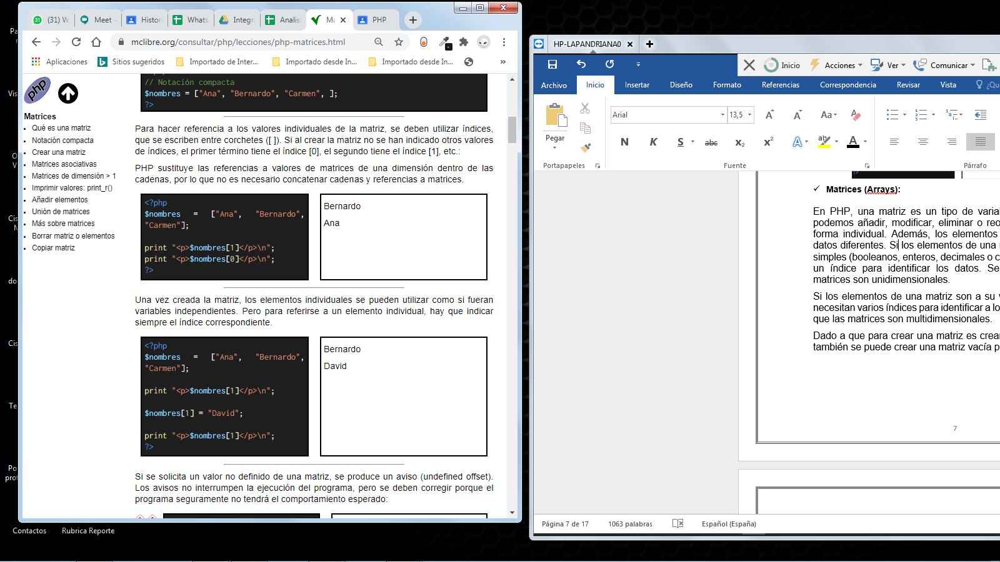 (31) W
Meet -
Histori
Whats
Integr
Analis
Ma
PHP
mclibre.org/consultar/php/lecciones/php-matrices.html
Aplicaciones
Sitios sugeridos
Importado de Inter...
Importado desde In...
Importado desde In...
»
php
Matrices
Qué es una matriz
Notación compacta
Crear una matriz
Matrices asociativas
Matrices de dimensión > 1
Imprimir valores: print_r()
Añadir elementos
Unión de matrices
Más sobre matrices
Borrar matriz o elementos
Copiar matriz
// Notación compacta
$nombres = ["Ana", "Bernardo", "Carmen", ];
?>
Para hacer referencia a los valores individuales de la matriz, se deben utilizar índices,
que se escriben entre corchetes ([ ]). Si al crear la matriz no se han indicado otros valores
de índices, el primer término tiene el índice [0], el segundo tiene el índice [1], etc.:
PHP sustituye las referencias a valores de matrices de una dimensión dentro de las
cadenas, por lo que no es necesario concatenar cadenas y referencias a matrices.
<?php
$nombres = ["Ana", "Bernardo",
"Carmen"];
print "<p>$nombres[1]</p>\n";
print "<p>$nombres[0]</p>\n";
?>
Bernardo
Ana
Una vez creada la matriz, los elementos individuales se pueden utilizar como si fueran
variables independientes. Pero para referirse a un elemento individual, hay que indicar
siempre el índice correspondiente.
<?php
$nombres = ["Ana", "Bernardo",
"Carmen"];
print "<p>$nombres[1]</p>\n";
$nombres[1] = "David";
print "<p>$nombres[1]</p>\n";
?>
Bernardo
David
Si se solicita un valor no definido de una matriz, se produce un aviso (undefined offset).
Los avisos no interrumpen la ejecución del programa, pero se deben corregir porque el
programa seguramente no tendrá el comportamiento esperado:
Pa
Vis
O
V
Cis
M
do
Cis
Te
Po
prof
Contactos
Rubrica Reporte
HP-LAPANDRIANA0
Inicio
Acciones
Ver
Comunicar
Archivo
Inicio
Insertar
Diseño
Formato
Referencias
Correspondencia
Revisar
Vista
¿Qu
Pegar
Portapapeles
Arial
13,5
A
A
Aa
N
K
S
abc
x₂
x²
A
ab
A
Fuente
Párrafo
✓ Matrices (Arrays):
En PHP, una matriz es un tipo de varial
podemos añadir, modificar, eliminar o reo
forma individual. Además, los elementos
datos diferentes. Si los elementos de una
simples (booleanos, enteros, decimales o c
un índice para identificar los datos. Se
matrices son unidimensionales.
Si los elementos de una matriz son a su v
necesitan varios índices para identificar a lo
que las matrices son multidimensionales.
Dado a que para crear una matriz es crear
también se puede crear una matriz vacía p
7
Página 7 de 17
1063 palabras
Español (España)